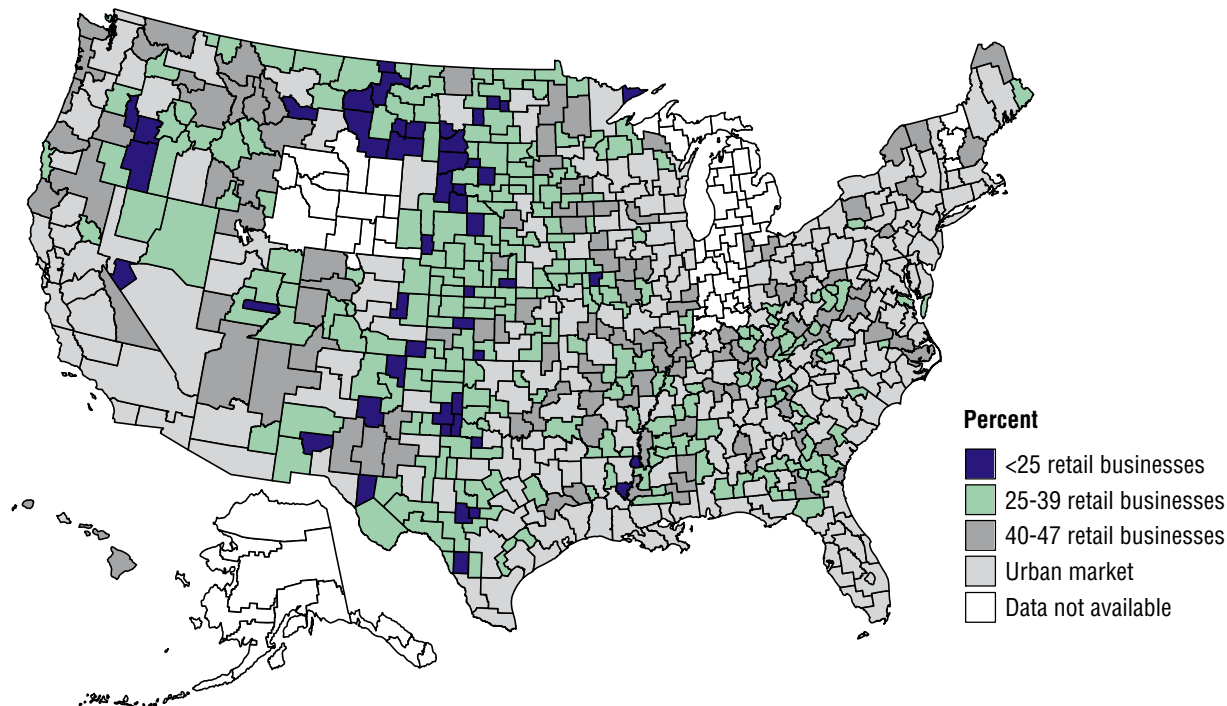 Percent
<25 retail businesses
25-39 retail businesses
40-47 retail businesses
Urban market
Data not available